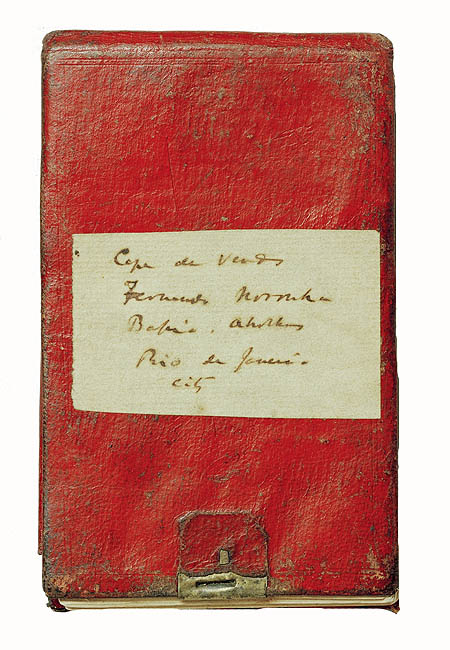 Cape de Verds
Fernando Noronha
Bahia. Abrolhos
Rio de Janeiro
City